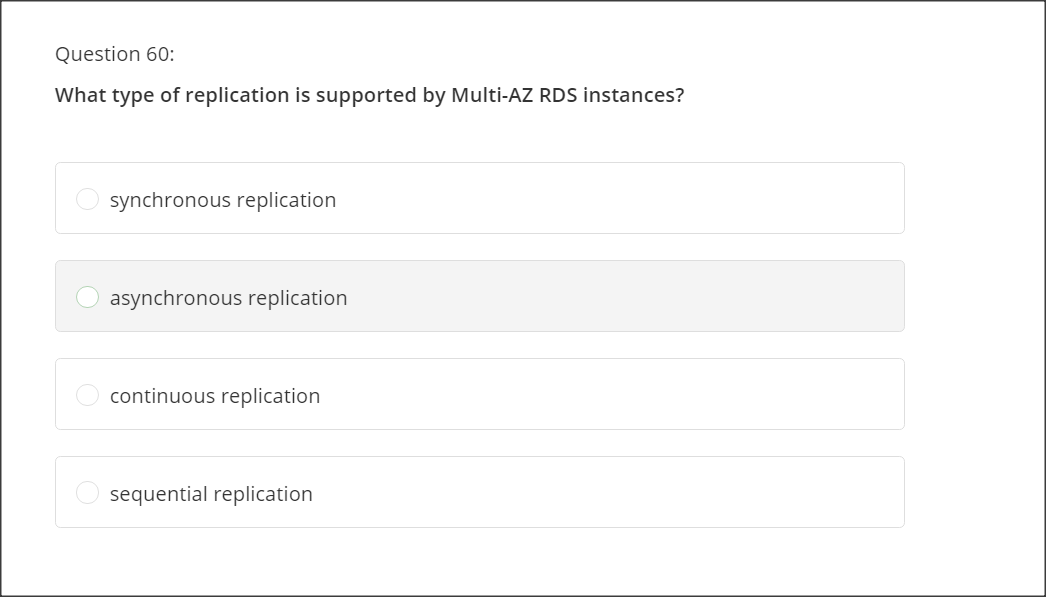 Question 60:
What type of replication is supported by Multi-AZ RDS instances?
synchronous replication
asynchronous replication
continuous replication
sequential replication